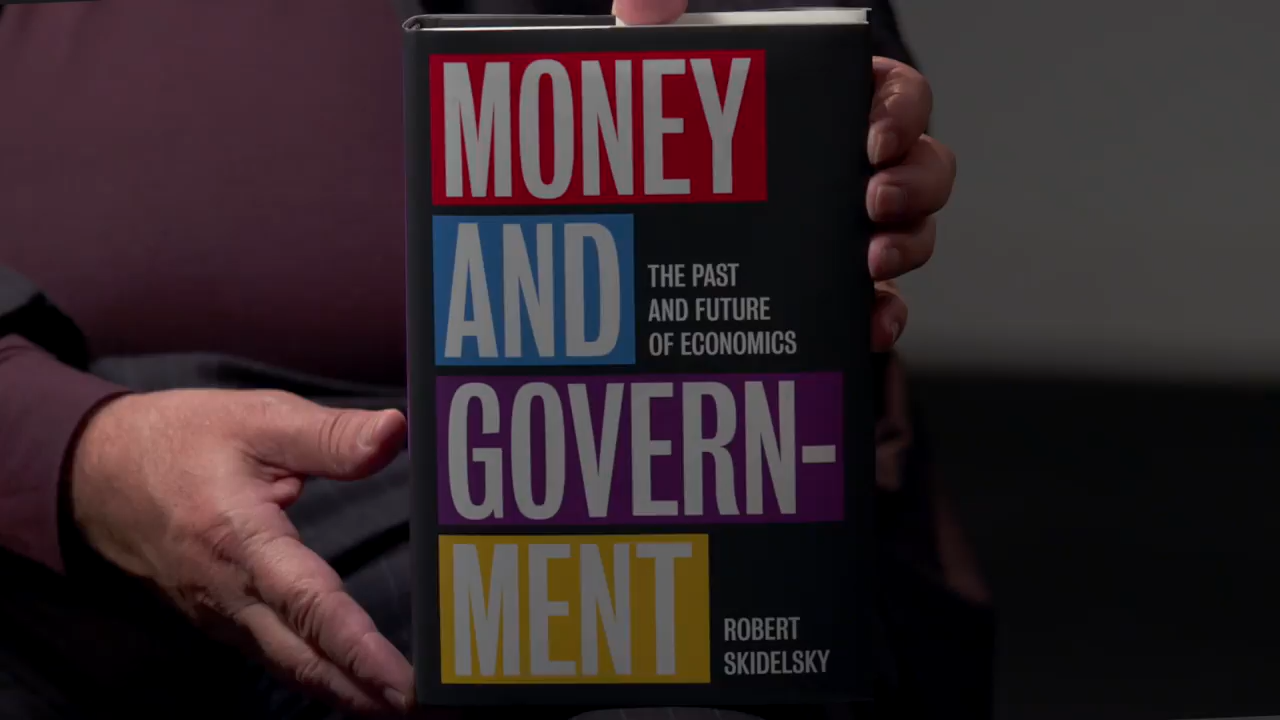 MONEY
AND
THE PAST
AND FUTURE
OF ECONOMICS
GOVERN-
MENT
ROBERT
SKIDELSKY